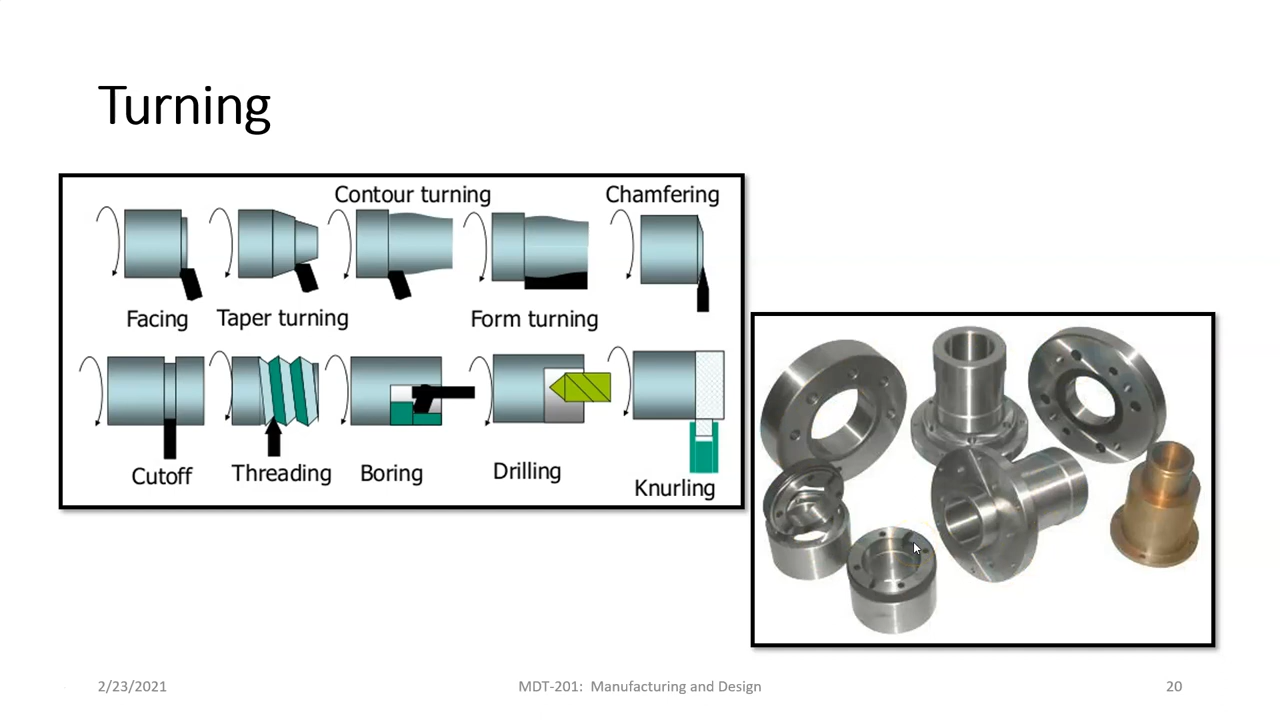 Turning
Contour turning
Chamfering
Facing
Taper turning
Form turning
Cutoff
Threading
Boring
Drilling
Knurling
2/23/2021
MDT-201:  Manufacturing and Design
20